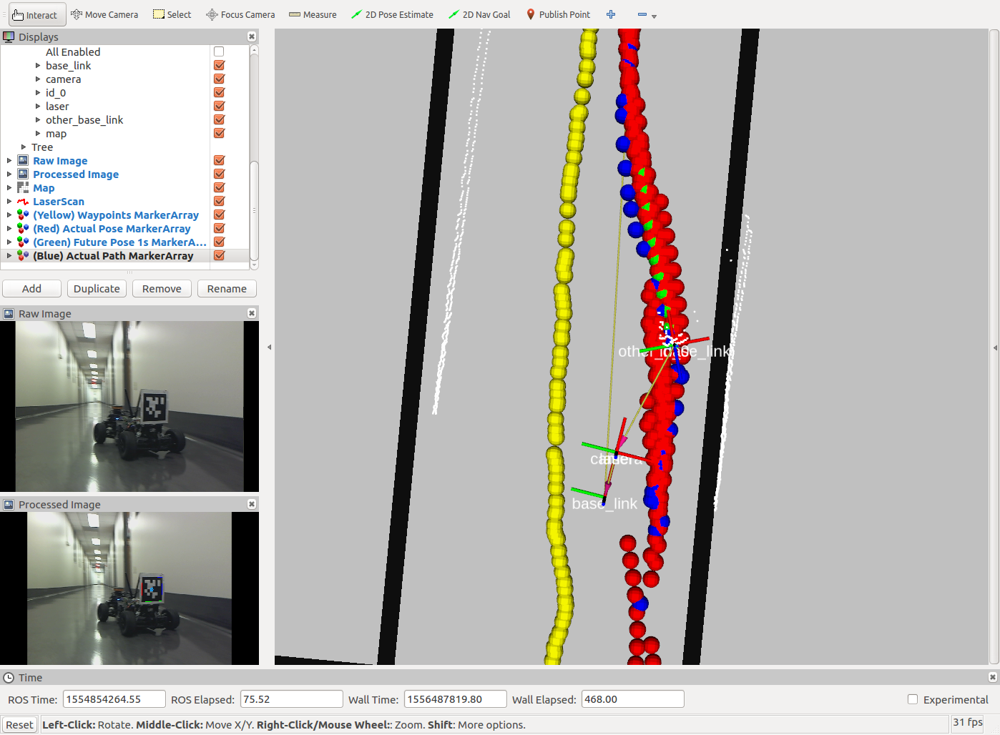 Interact Move Camera Select Focus Camera Measure 2D Pose Estimate 2D Nav Goal Publish Point
Displays
All Enabled
base_link
camera
id_0
laser
other_base_link
map
Tree
Raw Image
Processed Image
Map
LaserScan
(Yellow) Waypoints MarkerArray
(Red) Actual Pose MarkerArray
(Green) Future Pose 1s MarkerA...
(Blue) Actual Path MarkerArray
Add Duplicate Remove Rename
Raw Image
Processed Image
base_link
Time
ROS Time: 1554854264.55 ROS Elapsed: 75.52 Wall Time: 1556487819.80 Wall Elapsed: 468.00 Experimental
Reset Left-Click: Rotate. Middle-Click: Move X/Y. Right-Click/Mouse Wheel:: Zoom. Shift: More options. 31 fps